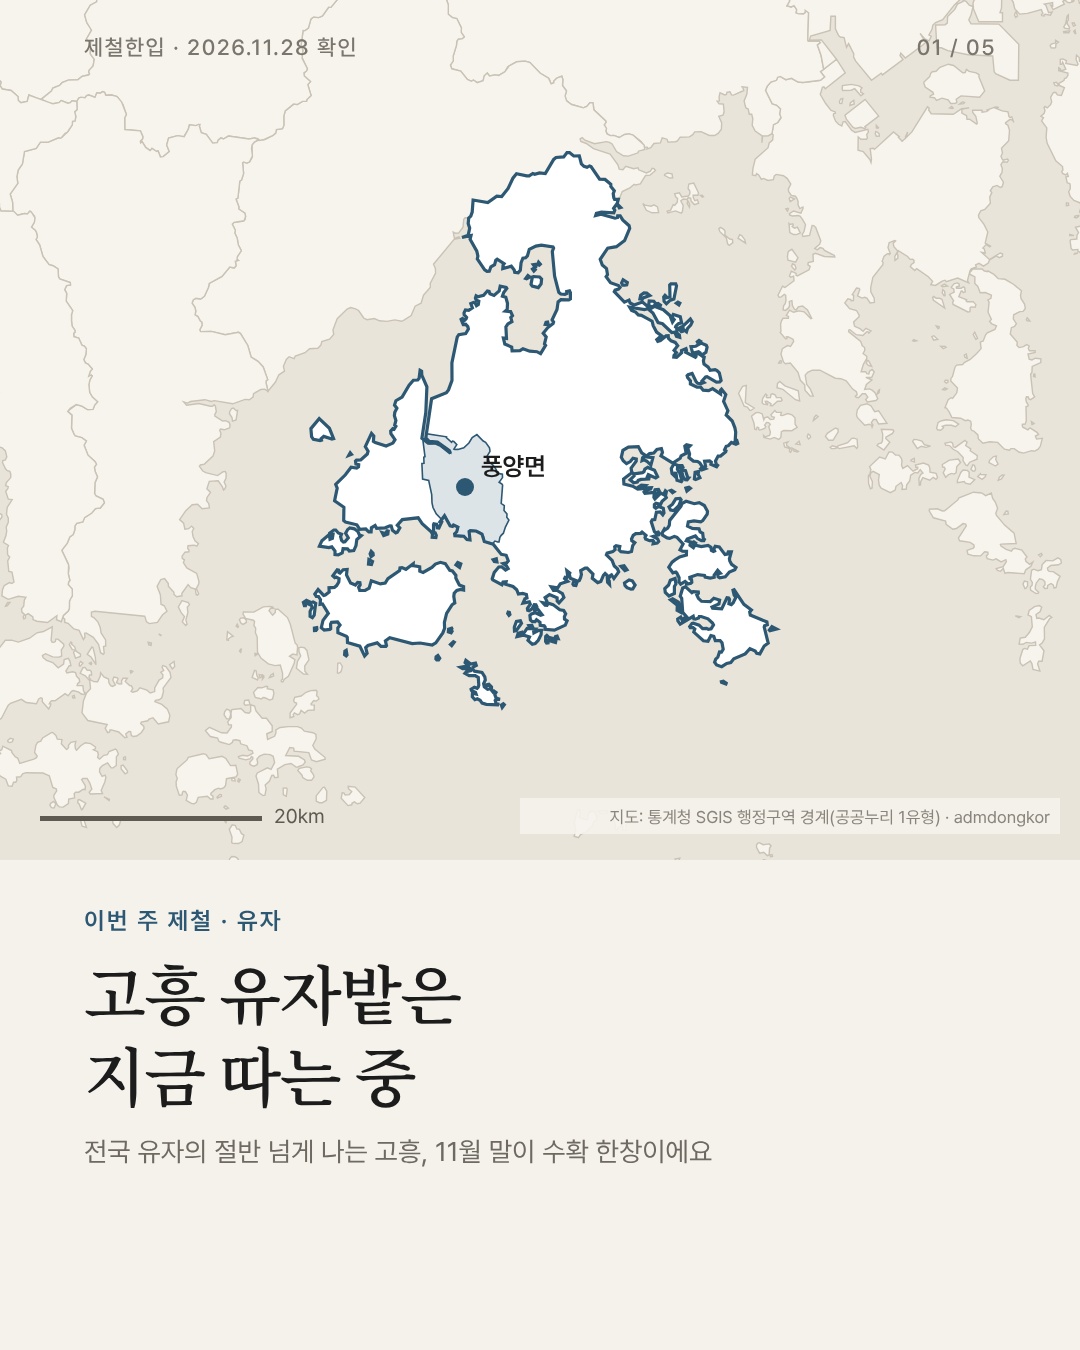 제철한입 · 2026.11.28 확인
01 / 05
풍양면
20km
지도: 통계청 SGIS 행정구역 경계(공공누리 1유형) · admdongkor
이번 주 제철 · 유자
고흥 유자밭은
지금 따는 중
전국 유자의 절반 넘게 나는 고흥, 11월 말이 수확 한창이에요